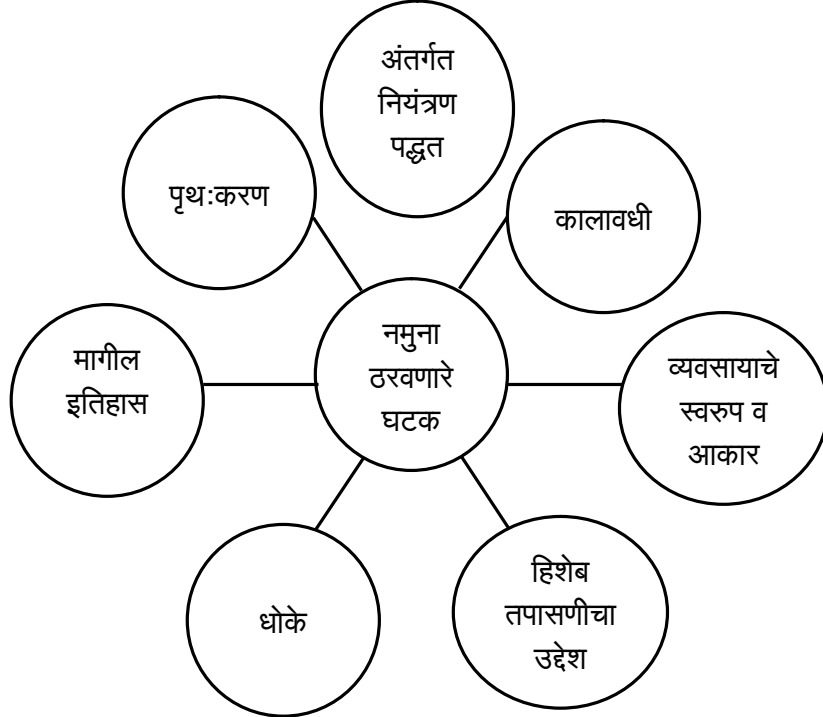 अंतर्गत
नियंत्रण
पद्धत
पृथ:करण
कालावधी
नमुना
ठरवणारे
घटक
मागील
इतिहास
व्यवसायाचे
स्वरुप व
आकार
धोके
हिशेब
तपासणीचा
उद्देश